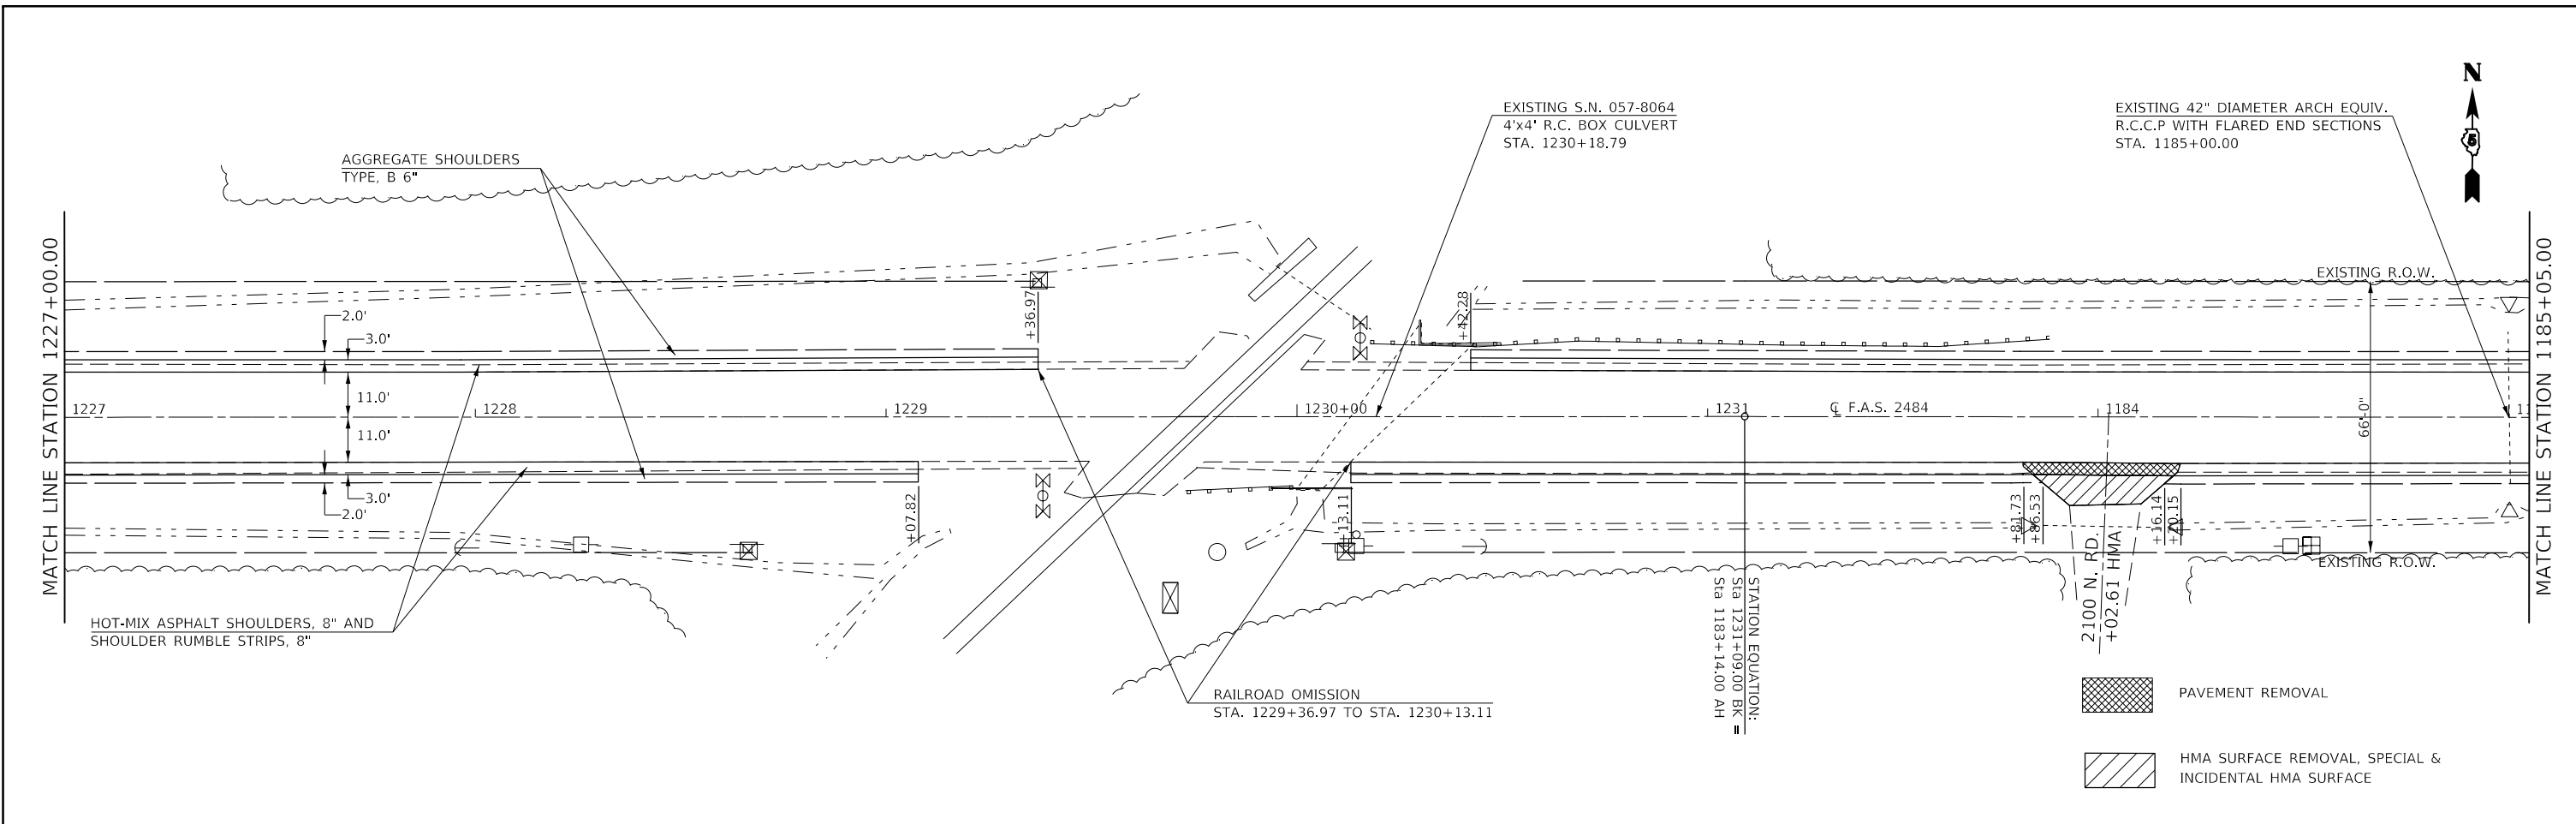 N
5
EXISTING S.N. 057-8064
4'x4' R.C. BOX CULVERT
STA. 1230+18.79
EXISTING 42" DIAMETER ARCH EQUIV.
R.C.C.P WITH FLARED END SECTIONS
STA. 1185+00.00
AGGREGATE SHOULDERS
TYPE, B 6"
MATCH LINE STATION 1227+00.00
MATCH LINE STATION 1185+05.00
EXISTING R.O.W.
+36.97
+42.28
2.0'
3.0'
11.0'
1227
1228
1229
1230+00
1231
℄ F.A.S. 2484
1184
11
66'-0"
11.0'
3.0'
2.0'
+07.82
+13.11
+81.73
+86.53
+16.14
+20.15
2100 N. RD.
+02.61 HMA
EXISTING R.O.W.
STATION EQUATION:
Sta 1231+09.00 BK =
Sta 1183+14.00 AH
HOT-MIX ASPHALT SHOULDERS, 8" AND
SHOULDER RUMBLE STRIPS, 8"
RAILROAD OMISSION
STA. 1229+36.97 TO STA. 1230+13.11
PAVEMENT REMOVAL
HMA SURFACE REMOVAL, SPECIAL &
INCIDENTAL HMA SURFACE